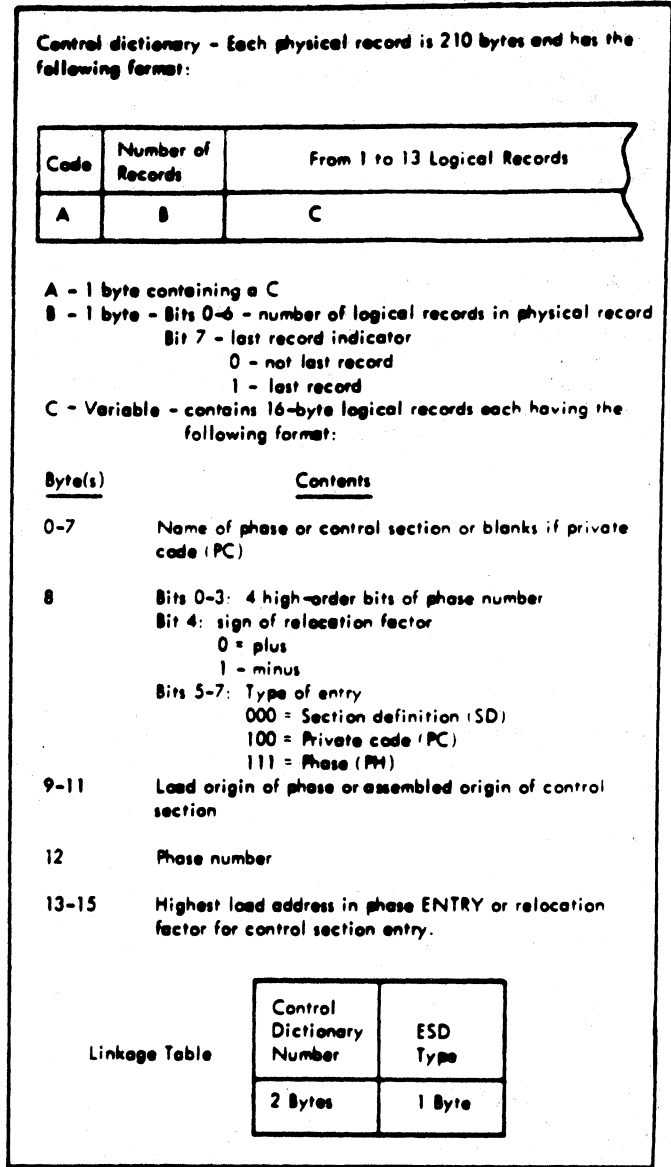 Control dictionary - Each physical record is 210 bytes and has the
following format:
Code
Number of
Records
From 1 to 13 Logical Records
A
B
C
A - 1 byte containing a C
B - 1 byte - Bits 0-6 - number of logical records in physical record
Bit 7 - last record indicator
0 - not last record
1 - last record
C - Variable - contains 16-byte logical records each having the
following format:
Byte(s)
Contents
0-7
Name of phase or control section or blanks if private
code (PC)
8
Bits 0-3: 4 high-order bits of phase number
Bit 4: sign of relocation factor
0 = plus
1 - minus
Bits 5-7: Type of entry
000 = Section definition (SD)
100 = Private code (PC)
111 = Phase (PH)
9-11
Load origin of phase or assembled origin of control
section
12
Phase number
13-15
Highest load address in phase ENTRY or relocation
factor for control section entry.
Linkage Table
Control
Dictionary
Number
ESD
Type
2 Bytes
1 Byte